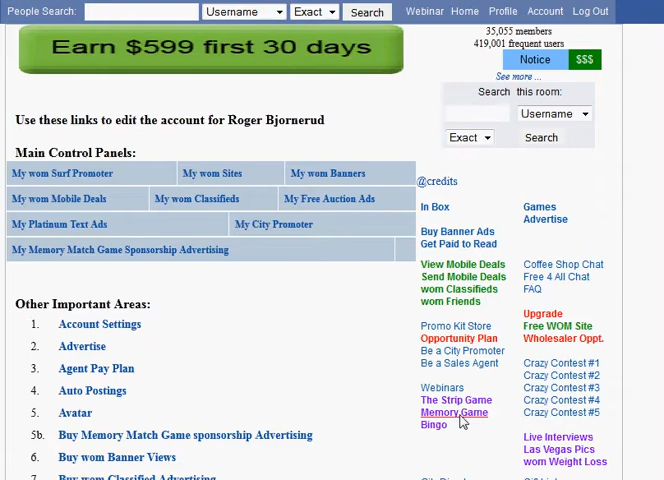 People Search: Username Exact Search Webinar Home Profile Account Log Out
Earn $599 first 30 days
35,055 members
419,001 frequent users
Notice $$$
See more ...
Search this room:
Username
Exact Search
Use these links to edit the account for Roger Bjornerud
Main Control Panels:
My wom Surf Promoter My wom Sites My wom Banners
My wom Mobile Deals My wom Classifieds My Free Auction Ads
My Platinum Text Ads My City Promoter
My Memory Match Game Sponsorship Advertising
Other Important Areas:
1. Account Settings
2. Advertise
3. Agent Pay Plan
4. Auto Postings
5. Avatar
5b. Buy Memory Match Game sponsorship Advertising
6. Buy wom Banner Views
7. Buy wom Classified Advertising
@credits
In Box
Buy Banner Ads
Get Paid to Read
View Mobile Deals
Send Mobile Deals
wom Classifieds
wom Friends
Promo Kit Store
Opportunity Plan
Be a City Promoter
Be a Sales Agent
Webinars
The Strip Game
Memory Game
Bingo
Games
Advertise
Coffee Shop Chat
Free 4 All Chat
FAQ
Upgrade
Free WOM Site
Wholesaler Oppt.
Crazy Contest #1
Crazy Contest #2
Crazy Contest #3
Crazy Contest #4
Crazy Contest #5
Live Interviews
Las Vegas Pics
wom Weight Loss